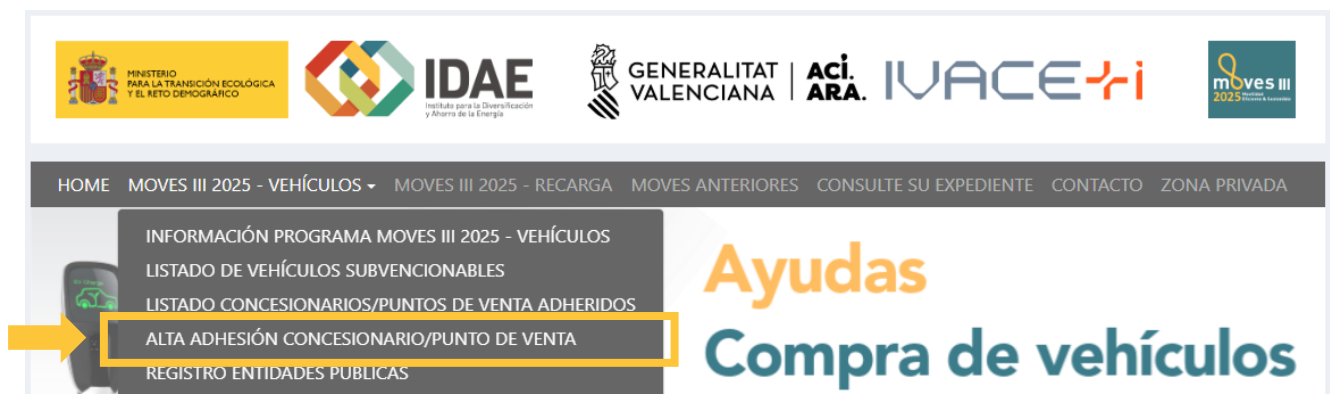 MINISTERIO
PARA LA TRANSICIÓN ECOLÓGICA
Y EL RETO DEMOGRÁFICO
IDAE
Instituto para la Diversificación
y Ahorro de la Energía
GENERALITAT
VALENCIANA
ACÍ.
ARA.
IVACE+i
moves III
2025
HOME MOVES III 2025 - VEHÍCULOS MOVES III 2025 - RECARGA MOVES ANTERIORES CONSULTE SU EXPEDIENTE CONTACTO ZONA PRIVADA
INFORMACIÓN PROGRAMA MOVES III 2025 - VEHÍCULOS
LISTADO DE VEHÍCULOS SUBVENCIONABLES
LISTADO CONCESIONARIOS/PUNTOS DE VENTA ADHERIDOS
ALTA ADHESIÓN CONCESIONARIO/PUNTO DE VENTA
REGISTRO ENTIDADES PUBLICAS
Ayudas
Compra de vehículos